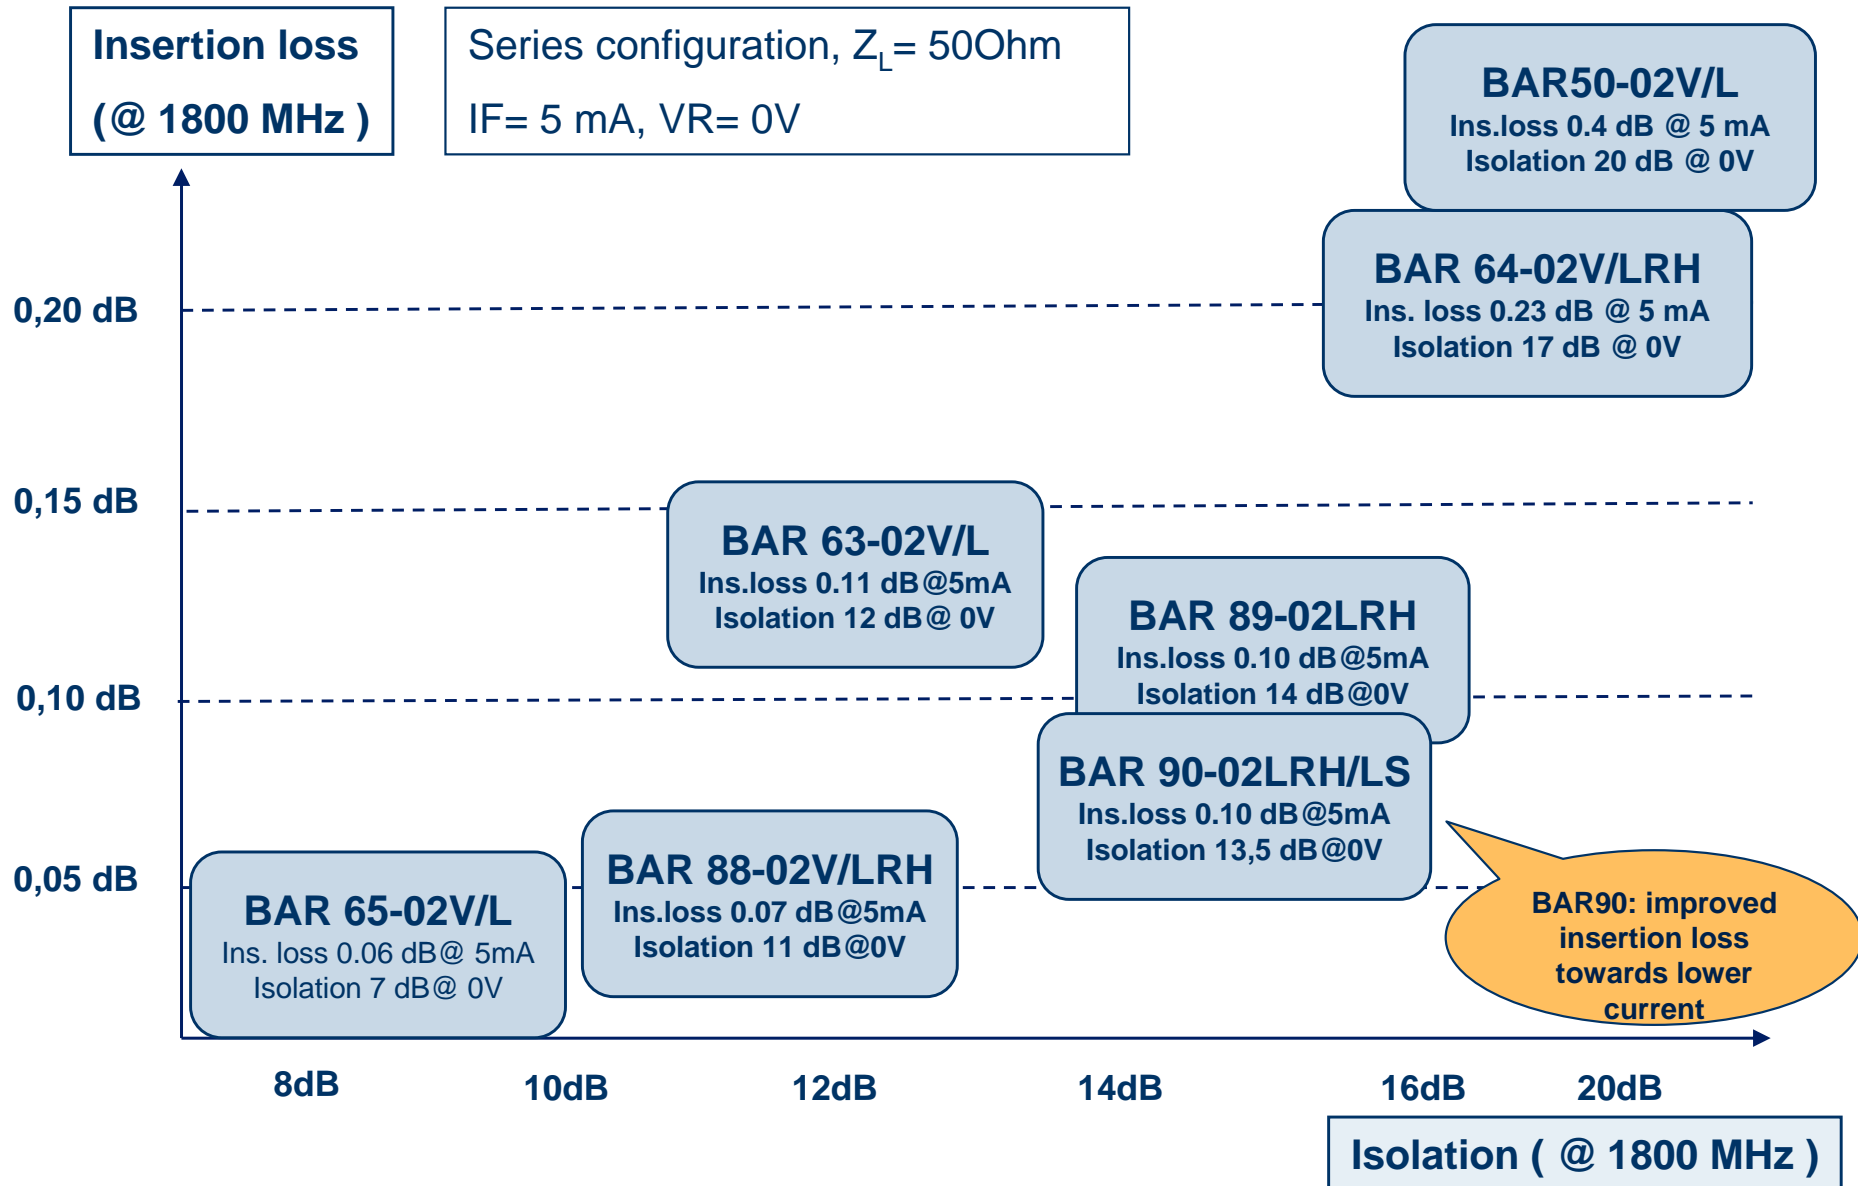 Insertion loss
(@ 1800 MHz )
Series configuration, ZL= 50Ohm
IF= 5 mA, VR= 0V
BAR50-02V/L
Ins.loss 0.4 dB @ 5 mA
Isolation 20 dB @ 0V
BAR 64-02V/LRH
Ins. loss 0.23 dB @ 5 mA
Isolation 17 dB @ 0V
0,20 dB
0,15 dB
BAR 63-02V/L
Ins.loss 0.11 dB@5mA
Isolation 12 dB@ 0V
BAR 89-02LRH
Ins.loss 0.10 dB@5mA
Isolation 14 dB@0V
0,10 dB
BAR 90-02LRH/LS
Ins.loss 0.10 dB@5mA
Isolation 13,5 dB@0V
0,05 dB
BAR 88-02V/LRH
Ins.loss 0.07 dB@5mA
Isolation 11 dB@0V
BAR 65-02V/L
Ins. loss 0.06 dB@ 5mA
Isolation 7 dB@ 0V
BAR90: improved
insertion loss
towards lower
current
8dB
10dB
12dB
14dB
16dB
20dB
Isolation ( @ 1800 MHz )